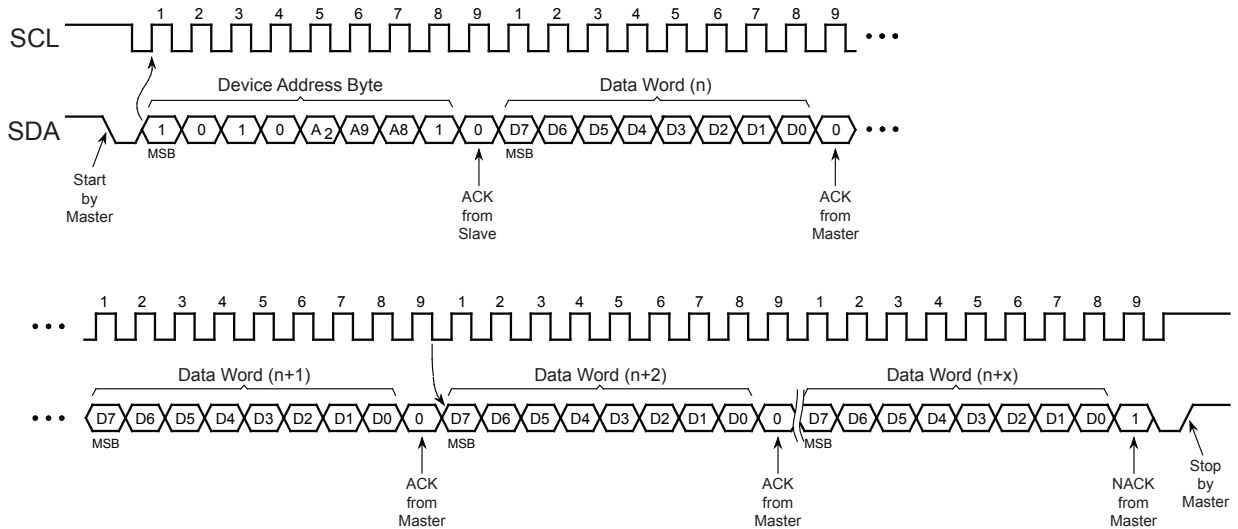 1 2 3 4 5 6 7 8 9 1 2 3 4 5 6 7 8 9
SCL
Device Address Byte Data Word (n)
SDA
1 0 1 0 A2 A9 A8 1 0 D7 D6 D5 D4 D3 D2 D1 D0 0
MSB MSB
Start
by
Master
ACK
from
Slave
ACK
from
Master
1 2 3 4 5 6 7 8 9 1 2 3 4 5 6 7 8 9 1 2 3 4 5 6 7 8 9
Data Word (n+1) Data Word (n+2) Data Word (n+x)
D7 D6 D5 D4 D3 D2 D1 D0 0 D7 D6 D5 D4 D3 D2 D1 D0 0 D7 D6 D5 D4 D3 D2 D1 D0 1
MSB MSB MSB
ACK
from
Master
ACK
from
Master
NACK
from
Master
Stop
by
Master